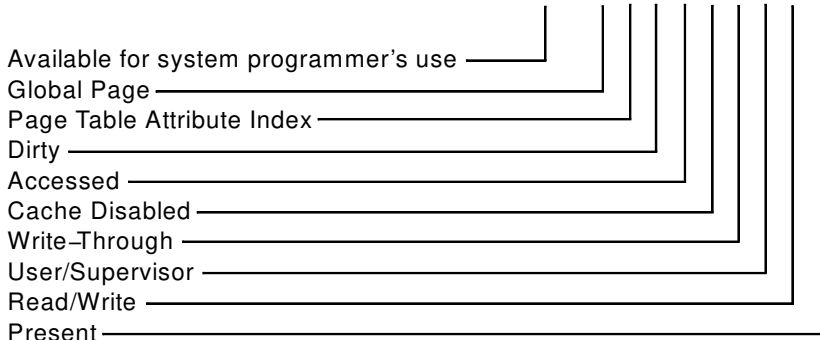 Available for system programmer's use
Global Page
Page Table Attribute Index
Dirty
Accessed
Cache Disabled
Write–Through
User/Supervisor
Read/Write
Present